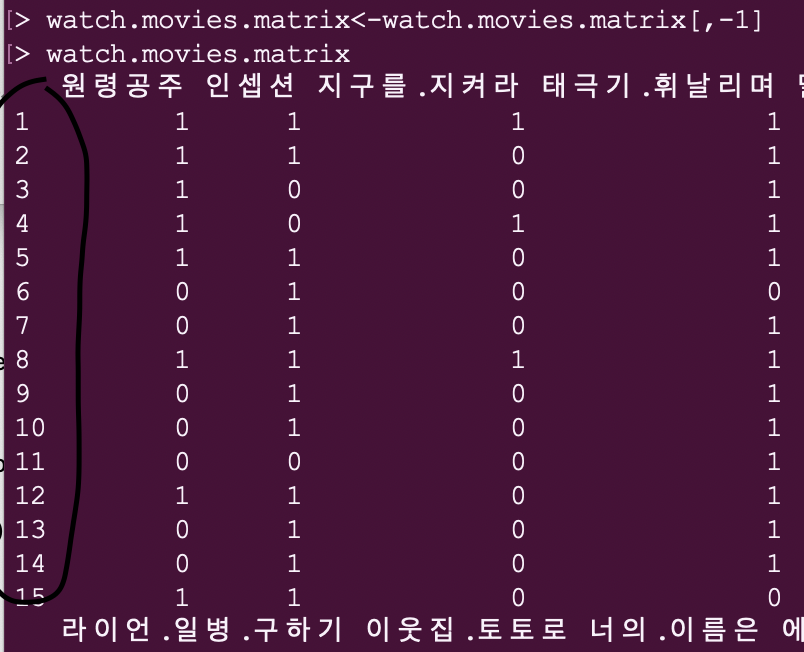 [> watch.movies.matrix<-watch.movies.matrix[,-1]
[> watch.movies.matrix
원령공주 인셉션 지구를.지켜라 태극기.휘날리며
1 1 1 1 1
2 1 1 0 1
3 1 0 0 1
4 1 0 1 1
5 1 1 0 1
6 0 1 0 0
7 0 1 0 1
8 1 1 1 1
9 0 1 0 1
10 0 1 0 1
11 0 0 0 1
12 1 1 0 1
13 0 1 0 1
14 0 1 0 1
15 1 1 0 0
라이언.일병.구하기 이웃집.토토로 너의.이름은